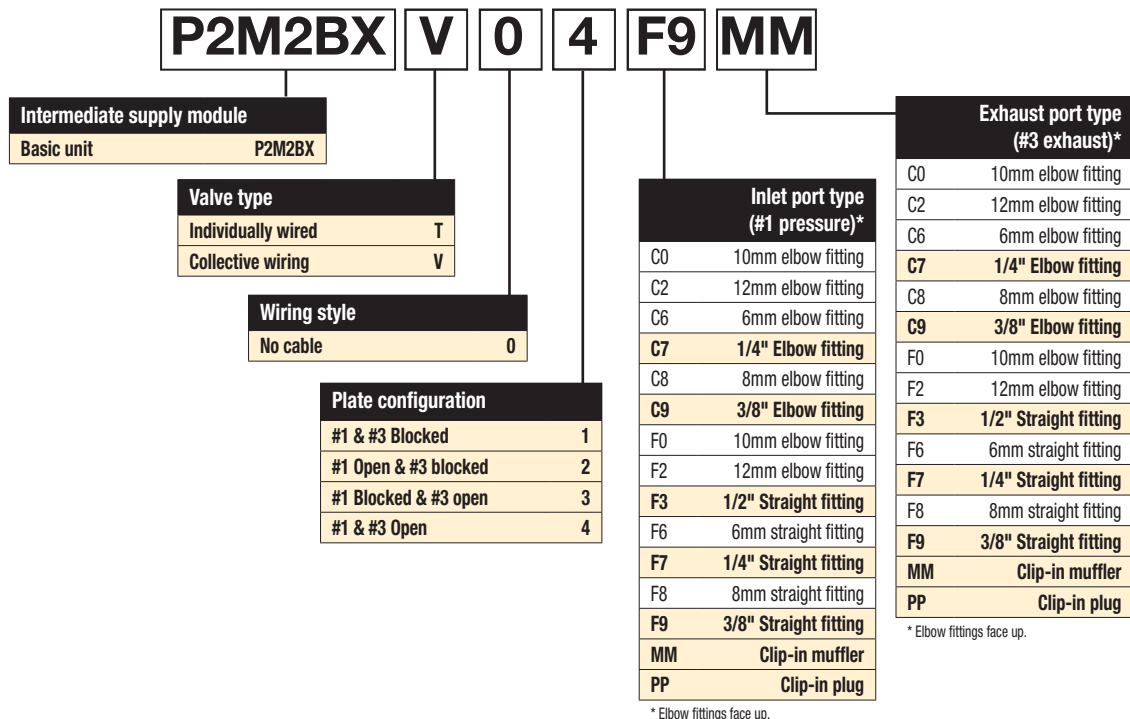 P2M2BX V 0 4 F9 MM
Intermediate supply module
Basic unit P2M2BX
Valve type
Individually wired T
Collective wiring V
Wiring style
No cable 0
Plate configuration
#1 & #3 Blocked 1
#1 Open & #3 blocked 2
#1 Blocked & #3 open 3
#1 & #3 Open 4
Inlet port type
(#1 pressure)*
C0 10mm elbow fitting
C2 12mm elbow fitting
C6 6mm elbow fitting
C7 1/4" Elbow fitting
C8 8mm elbow fitting
C9 3/8" Elbow fitting
F0 10mm elbow fitting
F2 12mm elbow fitting
F3 1/2" Straight fitting
F6 6mm straight fitting
F7 1/4" Straight fitting
F8 8mm straight fitting
F9 3/8" Straight fitting
MM Clip-in muffler
PP Clip-in plug
* Elbow fittings face up.
Exhaust port type
(#3 exhaust)*
C0 10mm elbow fitting
C2 12mm elbow fitting
C6 6mm elbow fitting
C7 1/4" Elbow fitting
C8 8mm elbow fitting
C9 3/8" Elbow fitting
F0 10mm elbow fitting
F2 12mm elbow fitting
F3 1/2" Straight fitting
F6 6mm straight fitting
F7 1/4" Straight fitting
F8 8mm straight fitting
F9 3/8" Straight fitting
MM Clip-in muffler
PP Clip-in plug
* Elbow fittings face up.